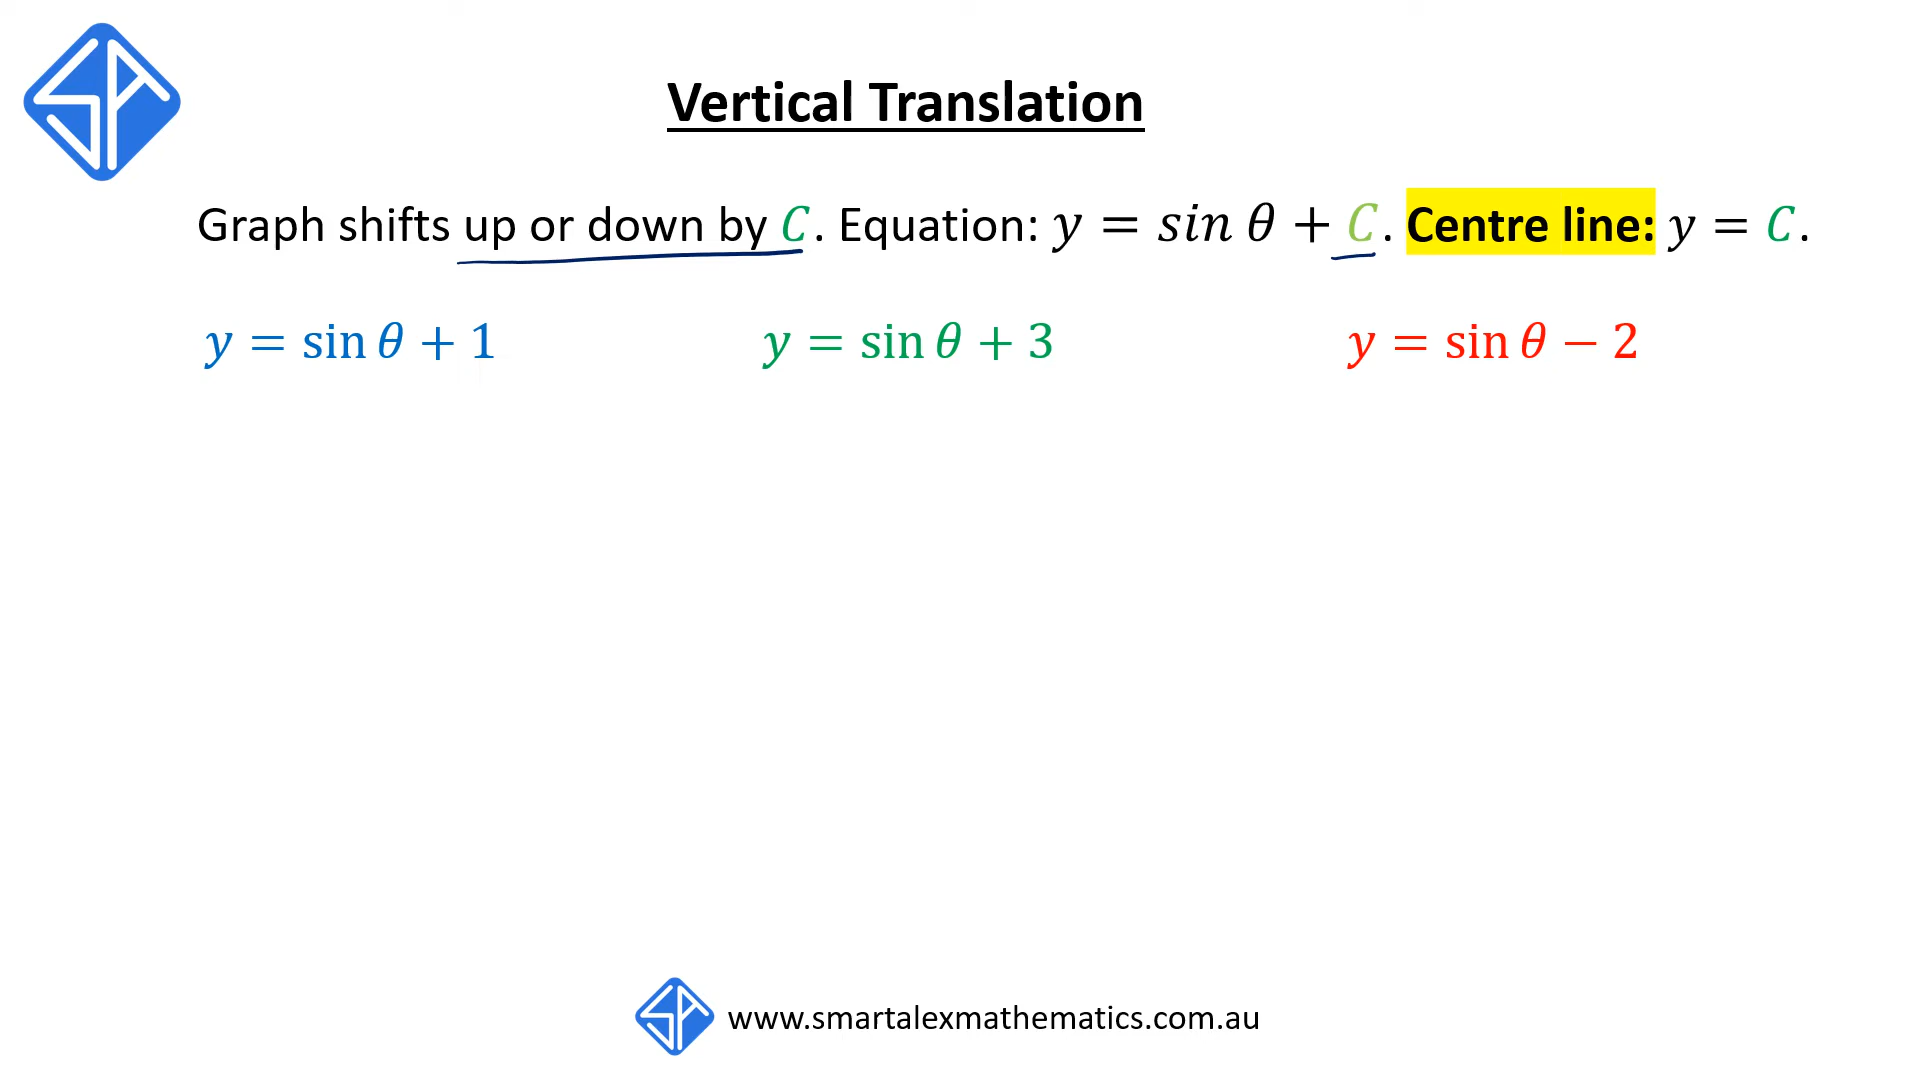 Vertical Translation
Graph shifts up or down by C. Equation: y = sin θ + C. Centre line: y = C.
y = sin θ + 1 y = sin θ + 3 y = sin θ − 2
www.smartalexmathematics.com.au